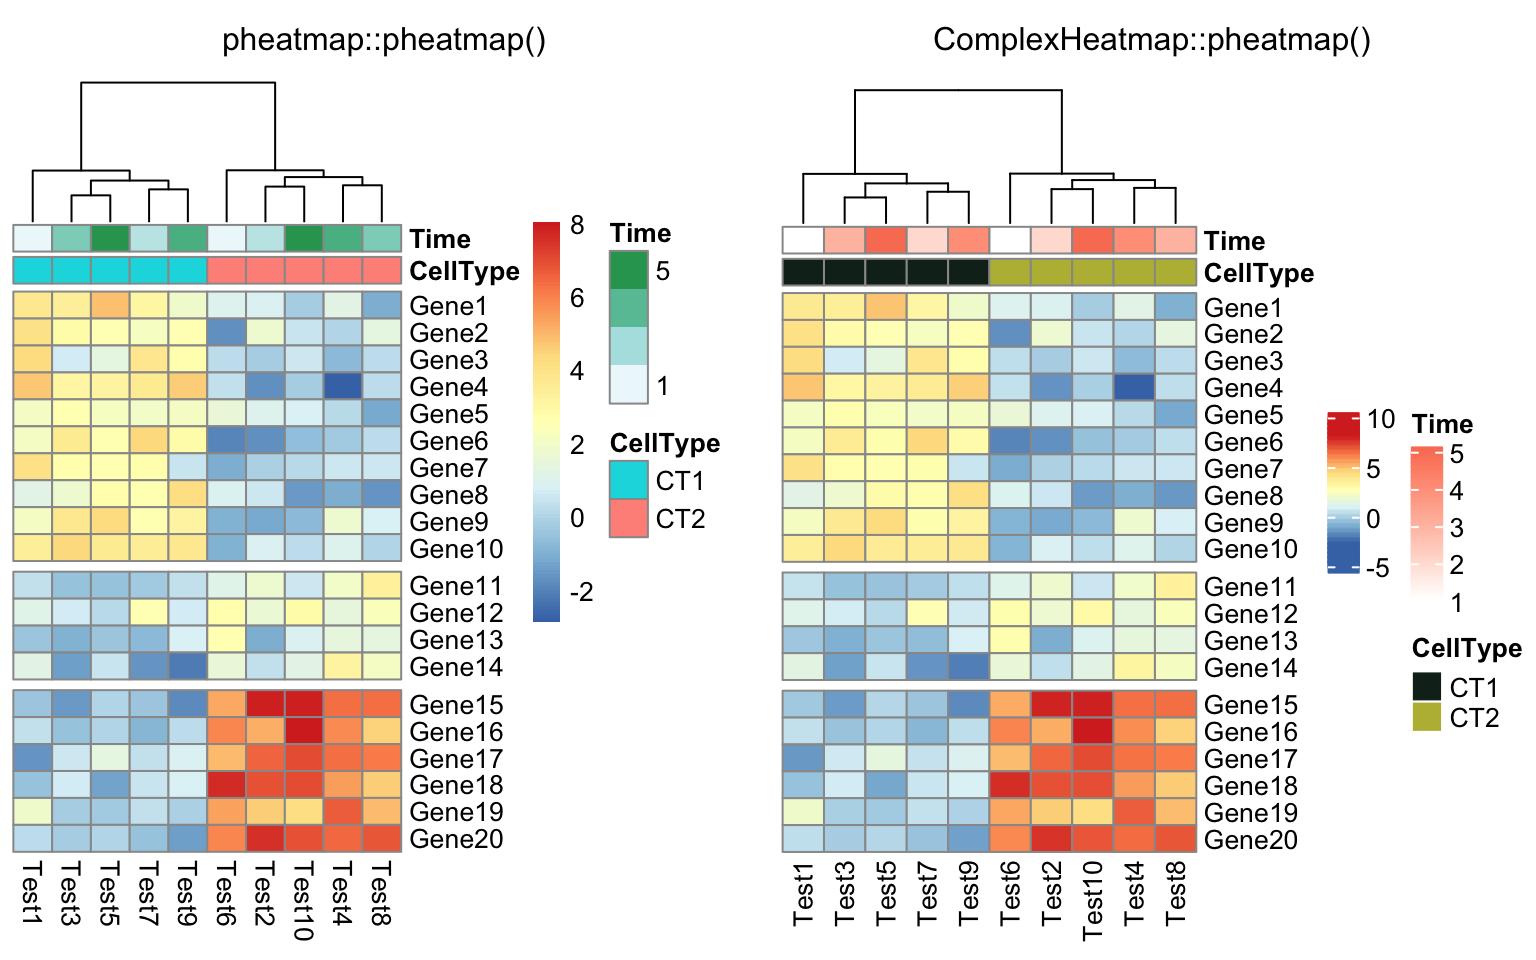 pheatmap::pheatmap()
Time
CellType
Gene1
Gene2
Gene3
Gene4
Gene5
Gene6
Gene7
Gene8
Gene9
Gene10
Gene11
Gene12
Gene13
Gene14
Gene15
Gene16
Gene17
Gene18
Gene19
Gene20
Test1
Test3
Test5
Test7
Test9
Test6
Test2
Test10
Test4
Test8
8
6
4
2
0
-2
Time
5
1
CellType
CT1
CT2
ComplexHeatmap::pheatmap()
Time
CellType
Gene1
Gene2
Gene3
Gene4
Gene5
Gene6
Gene7
Gene8
Gene9
Gene10
Gene11
Gene12
Gene13
Gene14
Gene15
Gene16
Gene17
Gene18
Gene19
Gene20
Test1
Test3
Test5
Test7
Test9
Test6
Test2
Test10
Test4
Test8
10
5
0
-5
Time
5
4
3
2
1
CellType
CT1
CT2